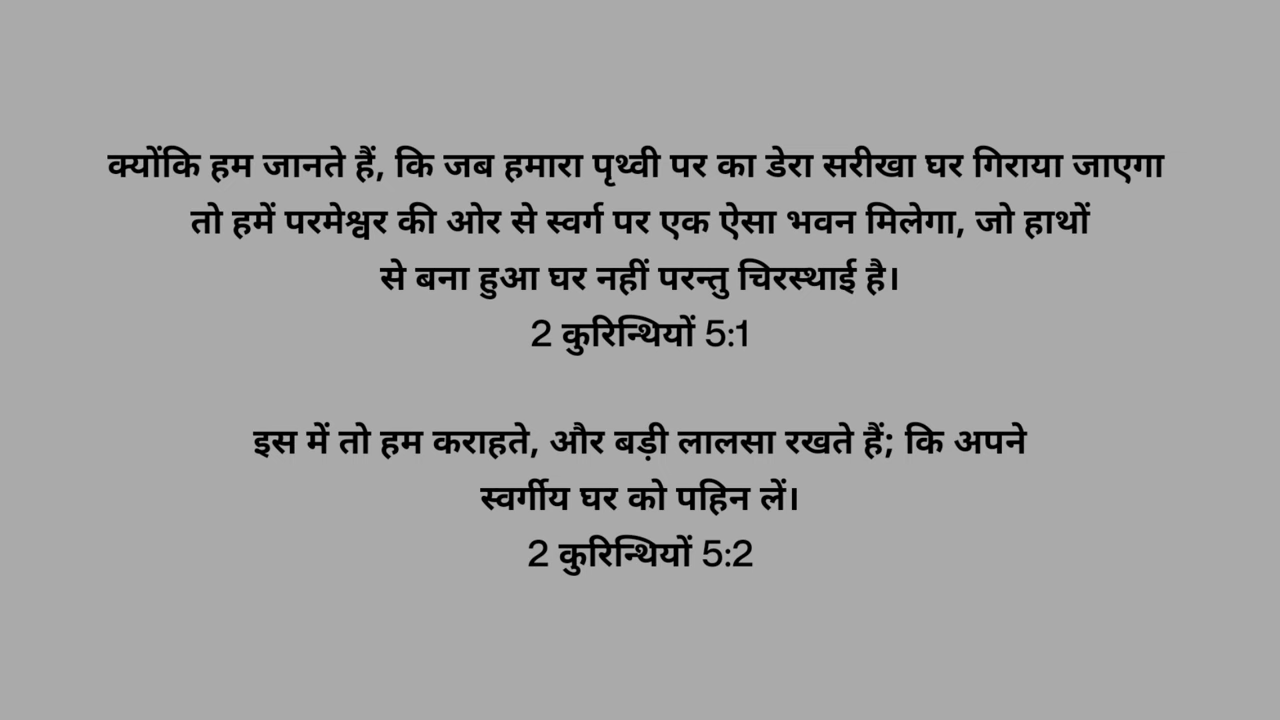 क्योंकि हम जानते हैं, कि जब हमारा पृथ्वी पर का डेरा सरीखा घर गिराया जाएगा
तो हमें परमेश्वर की ओर से स्वर्ग पर एक ऐसा भवन मिलेगा, जो हाथों
से बना हुआ घर नहीं परन्तु चिरस्थाई है।
2 कुरिन्थियों 5:1
इस में तो हम कराहते, और बड़ी लालसा रखते हैं; कि अपने
स्वर्गीय घर को पहिन लें।
2 कुरिन्थियों 5:2